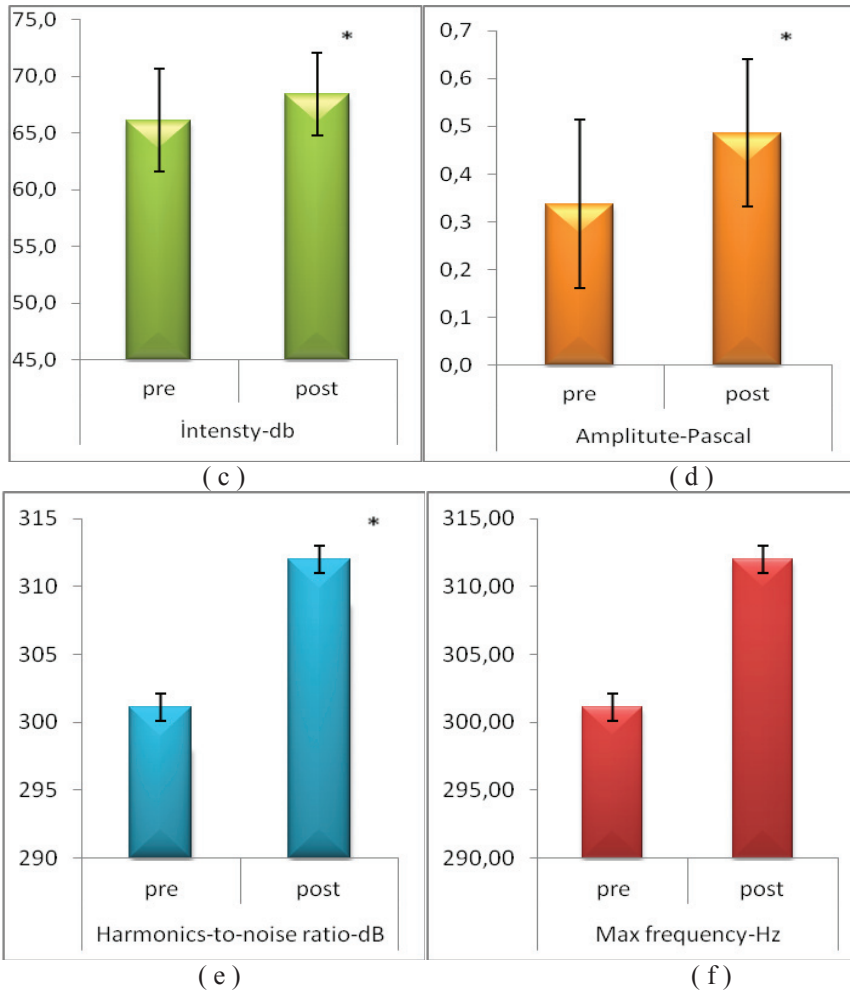 75,0
70,0
65,0
60,0
55,0
50,0
45,0
*
pre post
İntensty-db
( c )
0,7
0,6
0,5
0,4
0,3
0,2
0,1
0,0
*
pre post
Amplitute-Pascal
( d )
315
310
305
300
295
290
*
pre post
Harmonics-to-noise ratio-dB
( e )
315,00
310,00
305,00
300,00
295,00
290,00
pre post
Max frequency-Hz
( f )